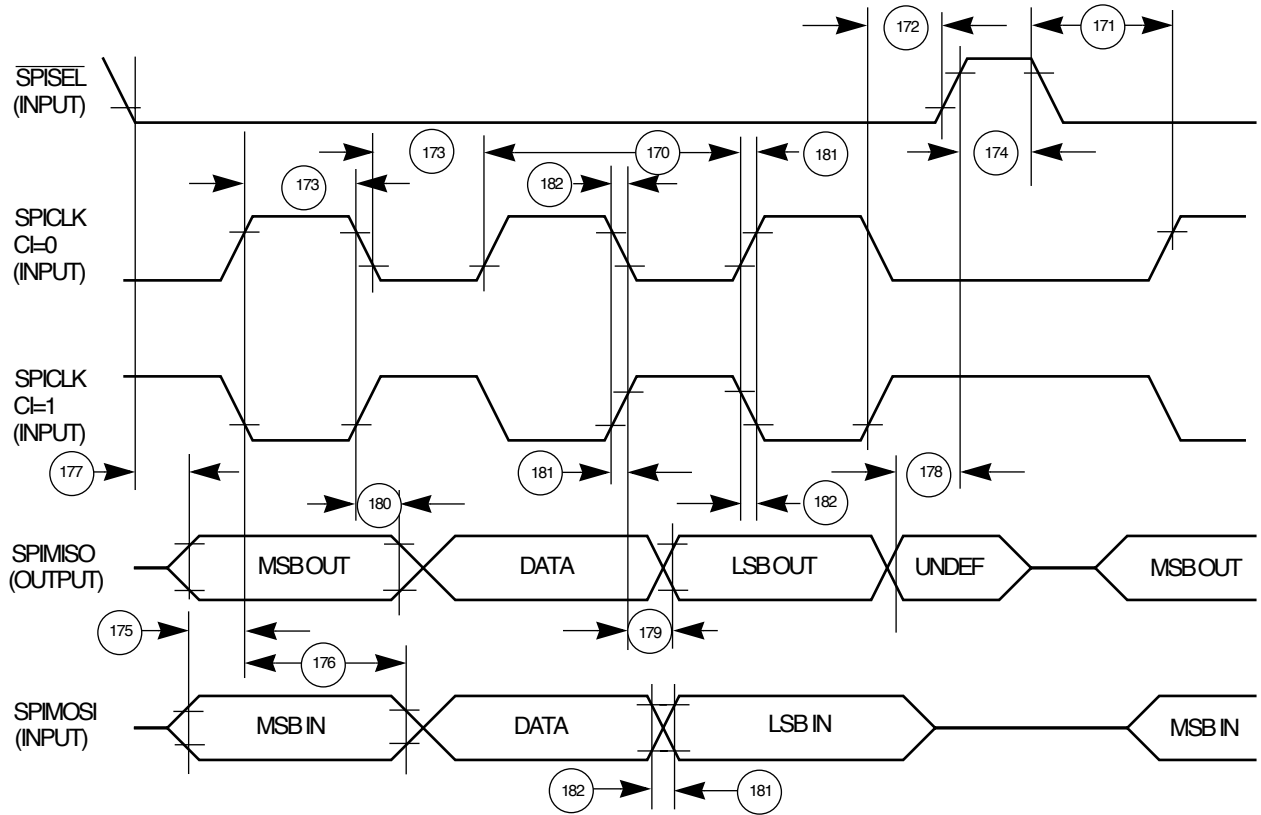 172
171
SPISEL
(INPUT)
173
170
181
174
173
182
SPICLK
CI=0
(INPUT)
SPICLK
CI=1
(INPUT)
177
181
178
180
182
SPIMISO
(OUTPUT)
MSB OUT
DATA
LSB OUT
UNDEF
MSB OUT
175
179
176
SPIMOSI
(INPUT)
MSB IN
DATA
LSB IN
MSB IN
182
181